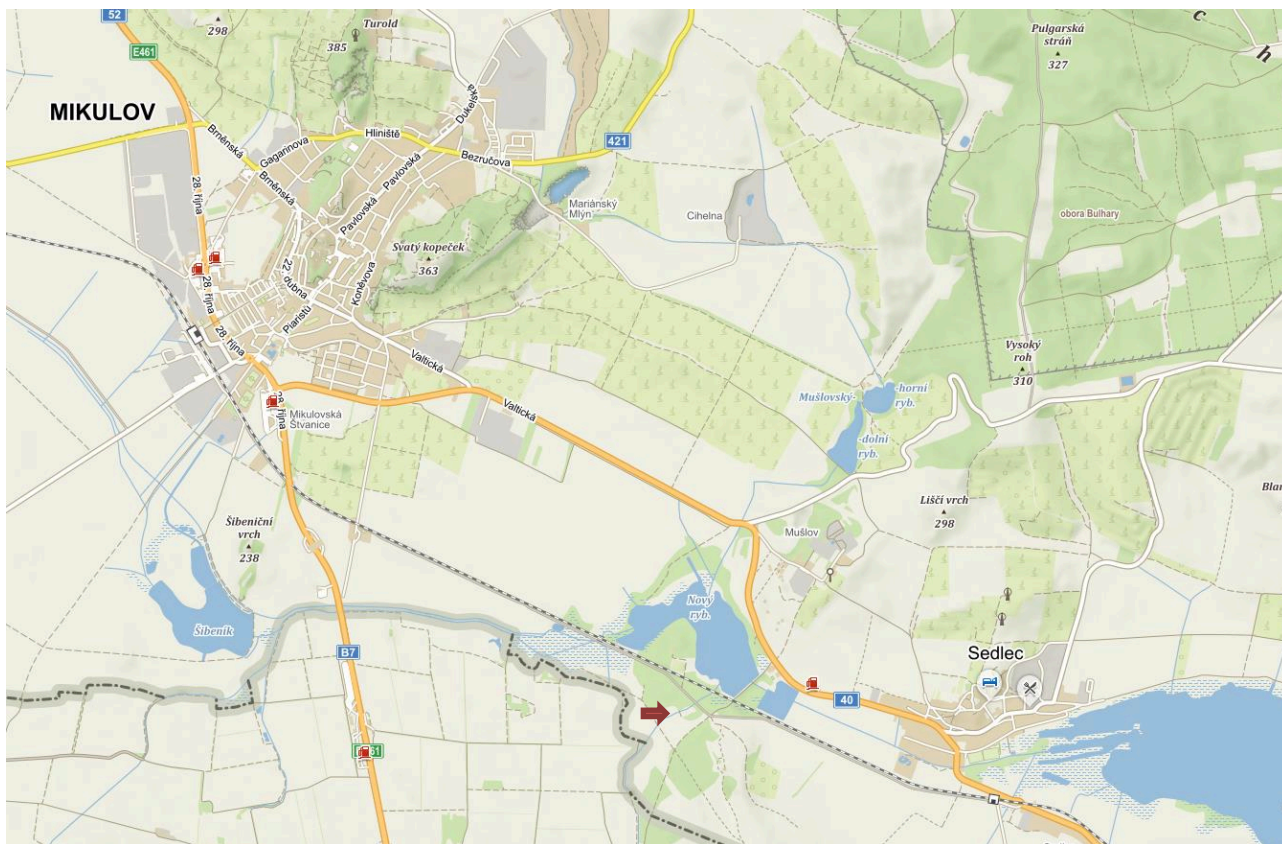 52
298
Turold
385
E461
MIKULOV
Pulgarská
stráň
327
c
h
Dukelská
Hliniště
Gagarinova
Brněnská
Brněnská
Pavlovská
Pavlovská
Bezručova
421
28. října
Mariánský
Mlýn
Cihelna
obora Bulhary
Svatý kopeček
363
28. října
22. dubna
Koněvova
Piaristů
28. října
Valtická
Vysoký
roh
310
Mušlovský
-horní
ryb.
-dolní
ryb.
28. října
Mikulovská
Štvanice
Valtická
Liščí vrch
298
Šibeniční
vrch
238
Mušlov
Nový
ryb.
Šibeník
B7
Sedlec
40